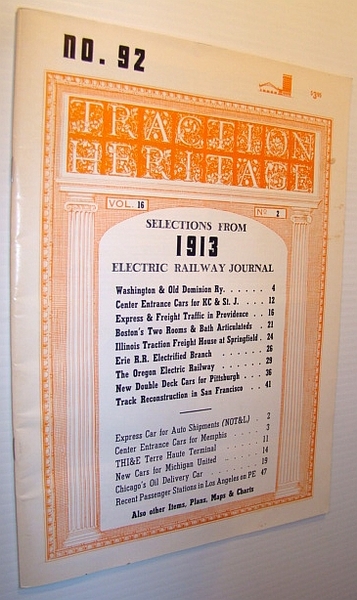 no. 92
$3.00
TRACTION
HERITAGE
VOL. 16
No 2
SELECTIONS FROM
1913
ELECTRIC RAILWAY JOURNAL
Washington & Old Dominion Ry. . . . . 4
Center Entrance Cars for KC & St. J. . . . . 12
Express & Freight Traffic in Providence . . . 16
Boston's Two Rooms & Bath Articulateds . 21
Illinois Traction Freight House at Springfield . 24
Erie R.R. Electrified Branch . . . . . 26
The Oregon Electric Railway . . . . . 29
New Double Deck Cars for Pittsburgh . . . 36
Track Reconstruction in San Francisco . . . 41
Express Car for Auto Shipments (NOT&L) . . 2
Center Entrance Cars for Memphis . . . . 3
THI&E Terre Haute Terminal . . . . . 11
New Cars for Michigan United . . . . . 14
Chicago's Oil Delivery Car . . . . . 19
Recent Passenger Stations in Los Angeles on PE 47
Also other Items, Plans, Maps & Charts